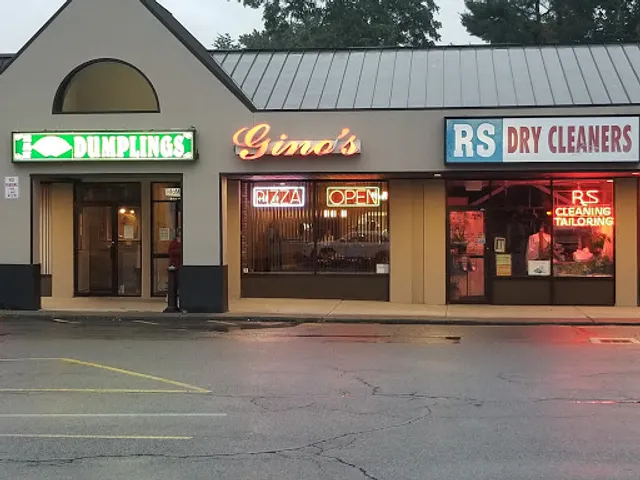 DUMPLINGS
Gino's
RS DRY CLEANERS
PIZZA
OPEN
RS
CLEANING
TAILORING